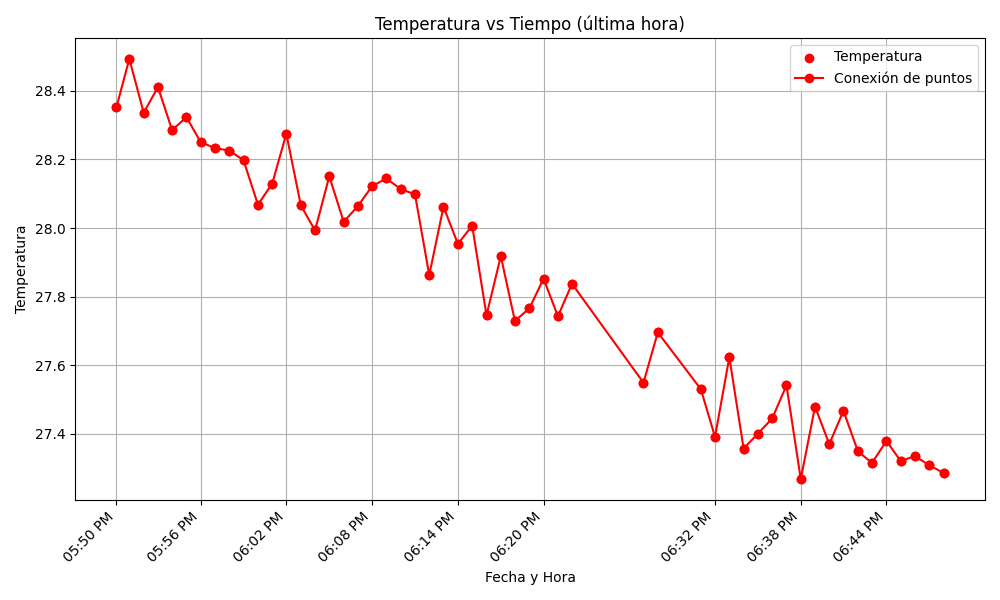 Temperatura vs Tiempo (última hora)
Temperatura
Conexión de puntos
28.4
28.2
28.0
27.8
27.6
27.4
Temperatura
05:50 PM
05:56 PM
06:02 PM
06:08 PM
06:14 PM
06:20 PM
06:32 PM
06:38 PM
06:44 PM
Fecha y Hora